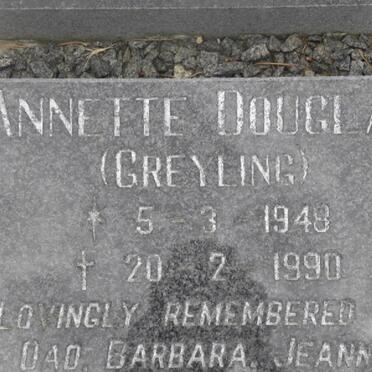 ANNETTE DOUGLA
(GREYLING)
* 5-3 1948
† 20-2 1990
LOVINGLY REMEMBERED
DAD, BARBARA, JEANN